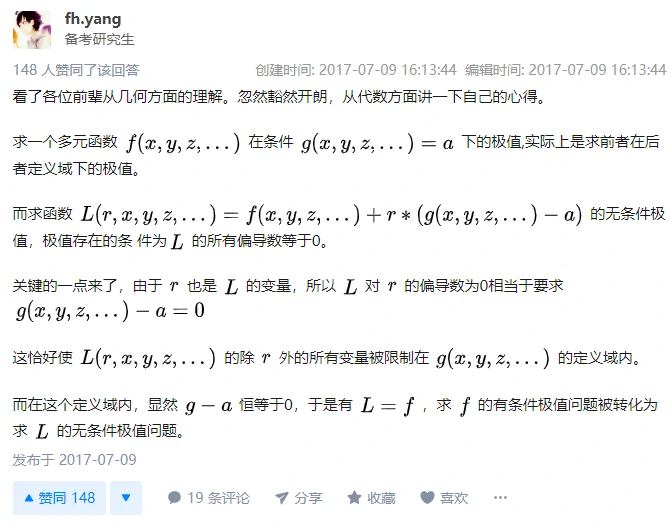 fh.yang
备考研究生
148 人赞同了该回答 创建时间: 2017-07-09 16:13:44 编辑时间: 2017-07-09 16:13:44
看了各位前辈从几何方面的理解。忽然豁然开朗，从代数方面讲一下自己的心得。
求一个多元函数 f(x, y, z, ...) 在条件 g(x, y, z, ...) = a 下的极值,实际上是求前者在后
者定义域下的极值。
而求函数 L(r, x, y, z, ...) = f(x, y, z, ...) + r * (g(x, y, z, ...) − a) 的无条件极
值，极值存在的条 件为 L 的所有偏导数等于0。
关键的一点来了，由于 r 也是 L 的变量，所以 L 对 r 的偏导数为0相当于要求
g(x, y, z, ...) − a = 0
这恰好使 L(r, x, y, z, ...) 的除 r 外的所有变量被限制在 g(x, y, z, ...) 的定义域内。
而在这个定义域内，显然 g − a 恒等于0，于是有 L = f ，求 f 的有条件极值问题被转化为
求 L 的无条件极值问题。
发布于 2017-07-09
赞同 148 19 条评论 分享 收藏 喜欢 ···